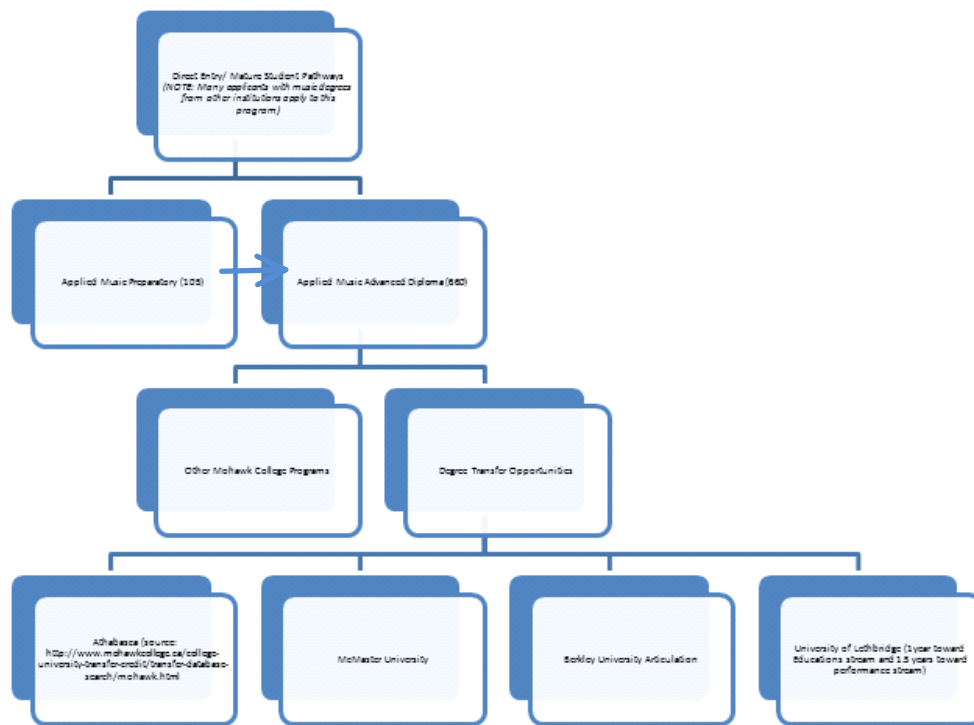 Direct Entry/ Mature Student Pathways
(NOTE: Many applicants with music degrees
from other institutions apply to this
program)
Applied Music Preparatory (105)
Applied Music Advanced Diploma (660)
Other Mohawk College Programs
Degree Transfer Opportunities
Athabasca (source:
http://www.mohawkcollege.ca/college-
university-transfer-credit/transfer-database-
search/mohawk.html
McMaster University
Berkley University Articulation
University of Lethbridge (1year toward
Educations stream and 1.5 years toward
performance stream)